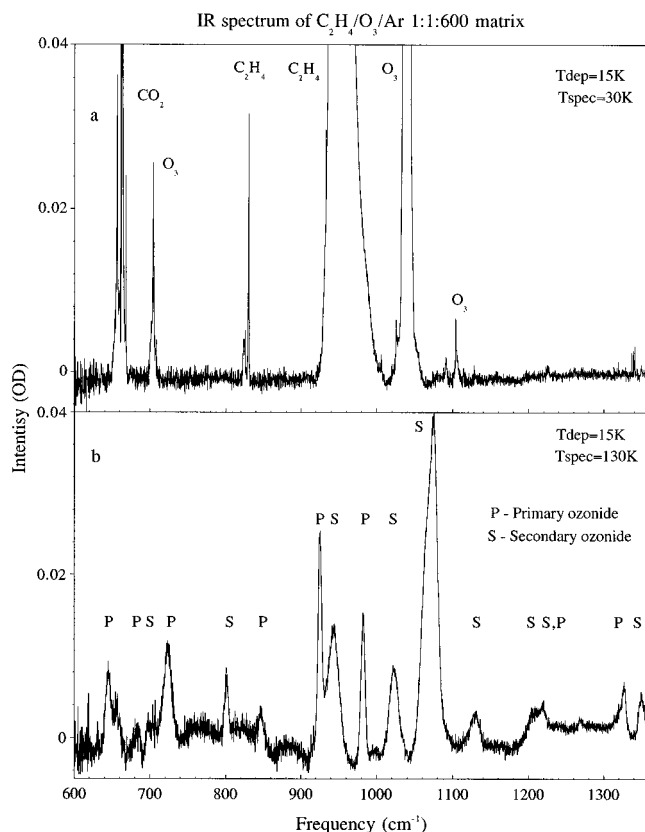 IR spectrum of C2H4/O3/Ar 1:1:600 matrix
0.04
C2H4 C2H4 O3 Tdep=15K
CO2 Tspec=30K
a
O3
0.02
O3
0
Intentisy (OD)
0.04
S Tdep=15K
b Tspec=130K
P S P S P - Primary ozonide
S - Secondary ozonide
0.02
P P S P S P S S S,P P S
0
600 700 800 900 1000 1100 1200 1300
Frequency (cm-1)